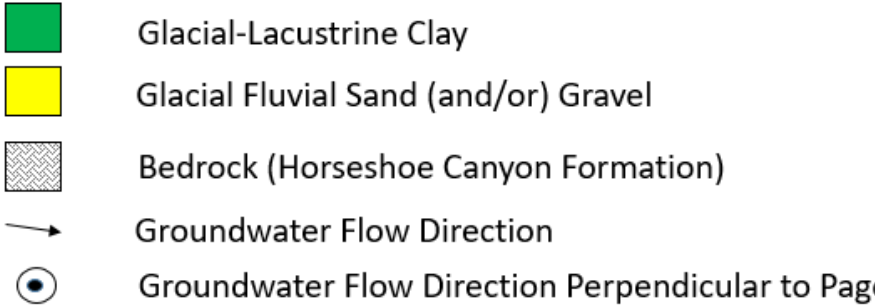 Glacial-Lacustrine Clay
Glacial Fluvial Sand (and/or) Gravel
Bedrock (Horseshoe Canyon Formation)
Groundwater Flow Direction
Groundwater Flow Direction Perpendicular to Page